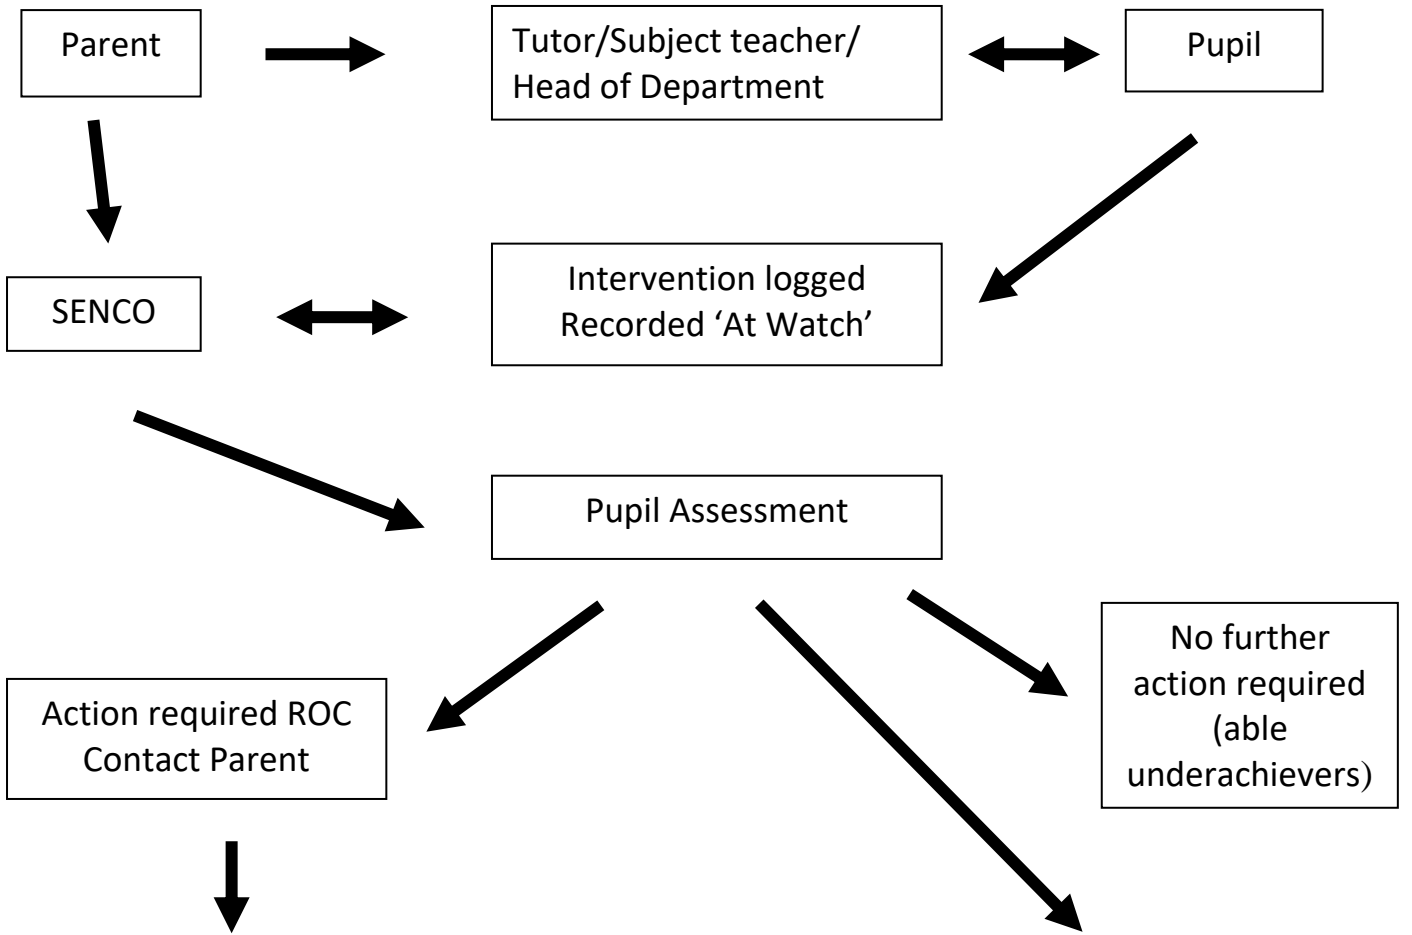 Parent
Tutor/Subject teacher/
Head of Department
Pupil
SENCO
Intervention logged
Recorded ‘At Watch’
Pupil Assessment
Action required ROC
Contact Parent
No further
action required
(able
underachievers)